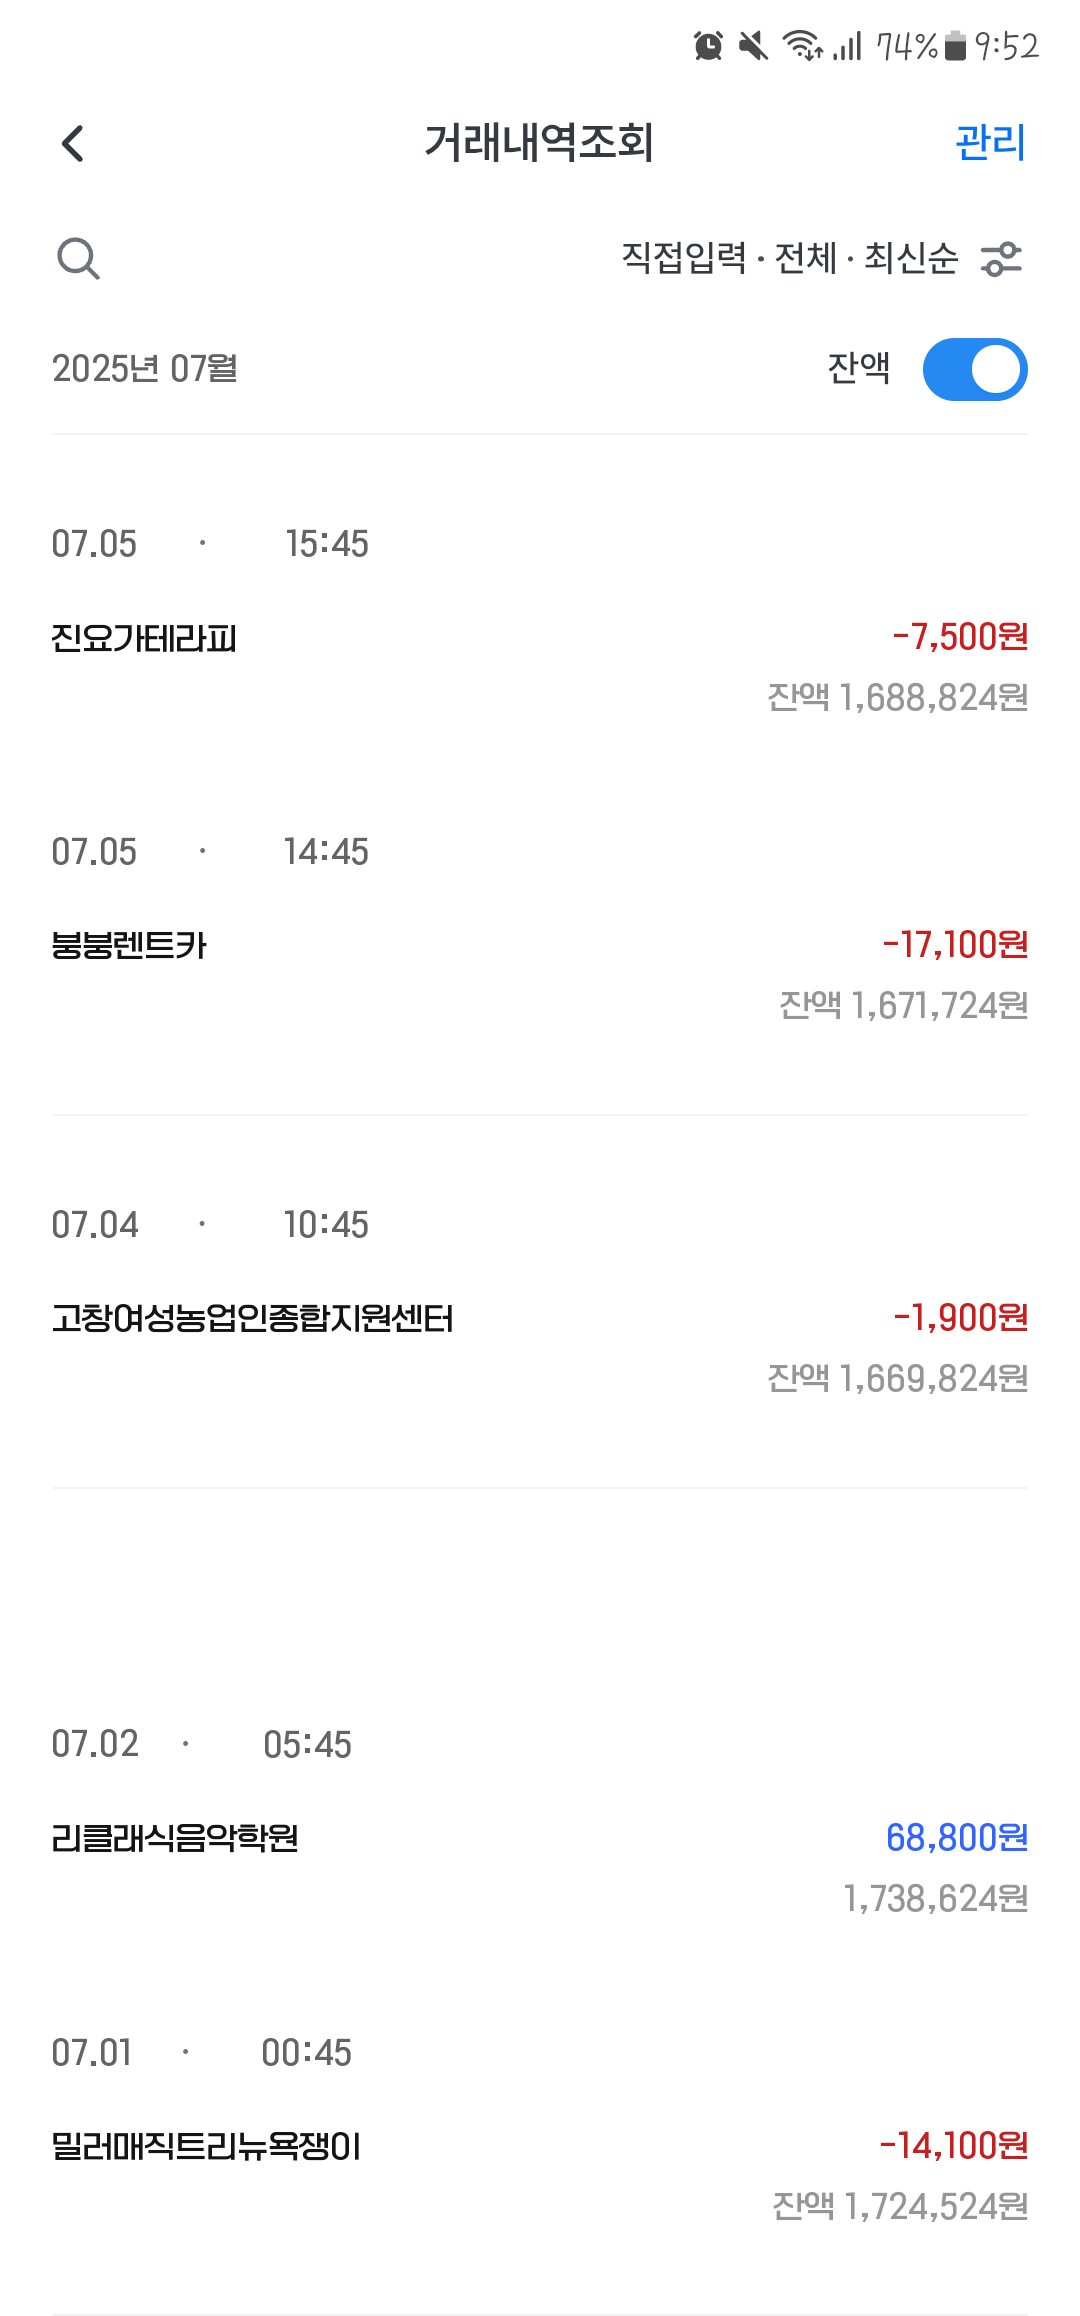 74% 9:52
거래내역조회 관리
직접입력 · 전체 · 최신순
2025년 07월 잔액
07.05 · 15:45
진요가테라피 -7,500원
잔액 1,688,824원
07.05 · 14:45
붕붕렌트카 -17,100원
잔액 1,671,724원
07.04 · 10:45
고창여성농업인종합지원센터 -1,900원
잔액 1,669,824원
07.02 · 05:45
리클래식음악학원 68,800원
1,738,624원
07.01 · 00:45
밀러매직트리뉴욕쟁이 -14,100원
잔액 1,724,524원